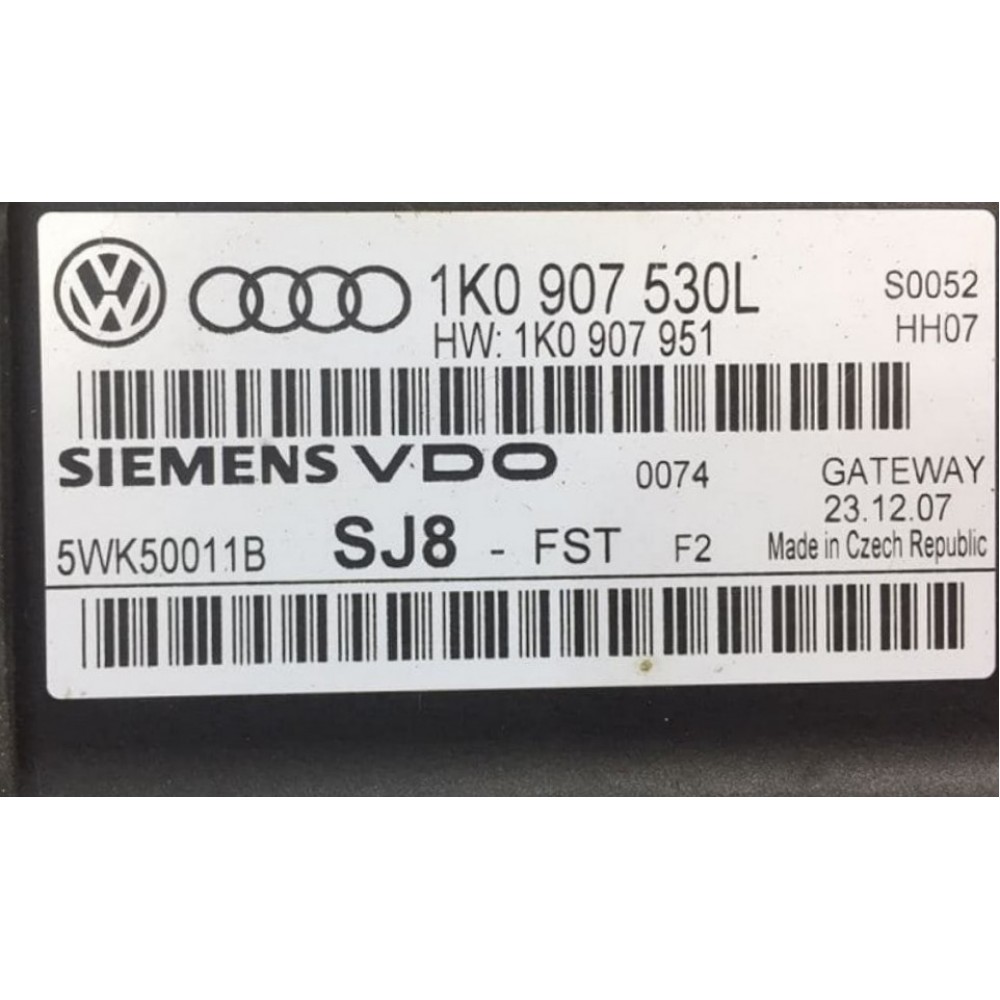 1K0 907 530L S0052
HW: 1K0 907 951 HH07
SIEMENS VDO 0074 GATEWAY
23.12.07
5WK50011B SJ8 - FST F2 Made in Czech Republic